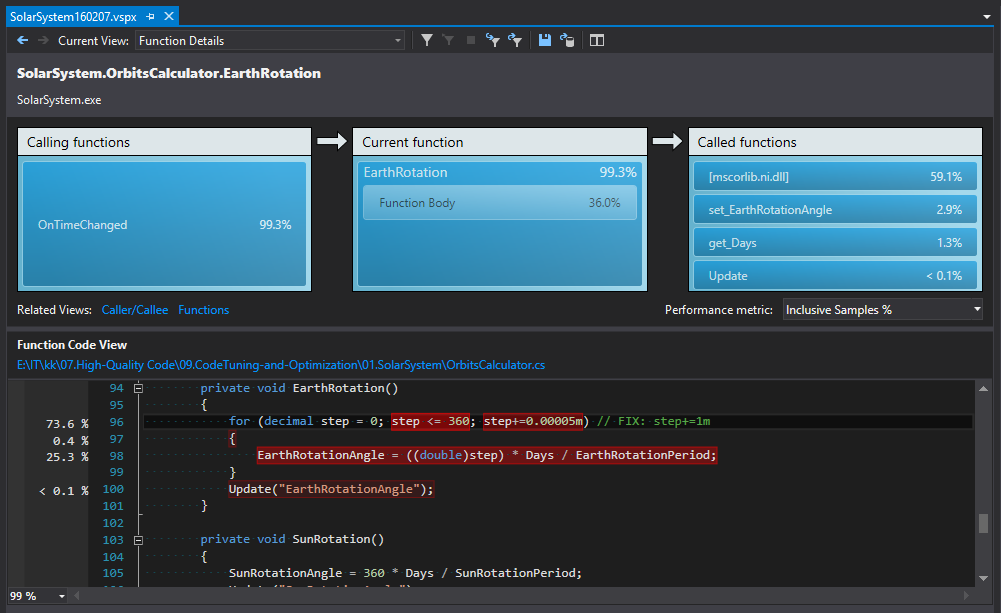 SolarSystem160207.vspx
Current View: Function Details
SolarSystem.OrbitsCalculator.EarthRotation
SolarSystem.exe
Calling functions
OnTimeChanged 99.3%
Current function
EarthRotation 99.3%
Function Body 36.0%
Called functions
[mscorlib.ni.dll] 59.1%
set_EarthRotationAngle 2.9%
get_Days 1.3%
Update < 0.1%
Related Views: Caller/Callee Functions
Performance metric: Inclusive Samples %
Function Code View
E:\IT\kk\07.High-Quality Code\09.CodeTuning-and-Optimization\01.SolarSystem\OrbitsCalculator.cs
94 private void EarthRotation()
95 {
73.6 % 96 for (decimal step = 0; step <= 360; step+=0.00005m) // FIX: step+=1m
0.4 % 97 {
25.3 % 98 EarthRotationAngle = ((double)step) * Days / EarthRotationPeriod;
99 }
< 0.1 % 100 Update("EarthRotationAngle");
101 }
102
103 private void SunRotation()
104 {
105 SunRotationAngle = 360 * Days / SunRotationPeriod;
99 %